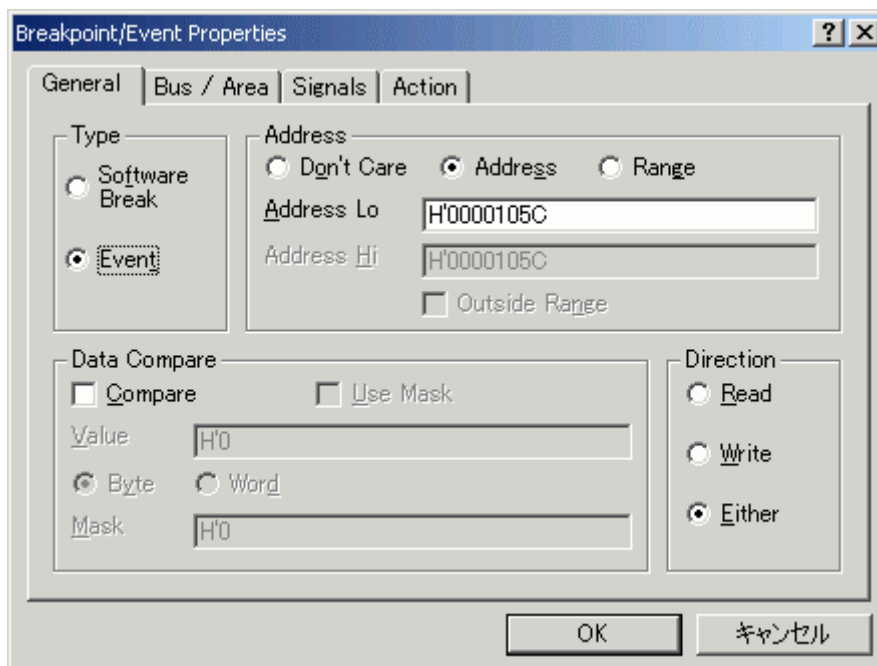 Breakpoint/Event Properties
General Bus / Area Signals Action
Type
Software
Break
Event
Address
Don't Care Address Range
Address Lo H'0000105C
Address Hi H'0000105C
Outside Range
Data Compare
Compare Use Mask
Value H'0
Byte Word
Mask H'0
Direction
Read
Write
Either
OK キャンセル